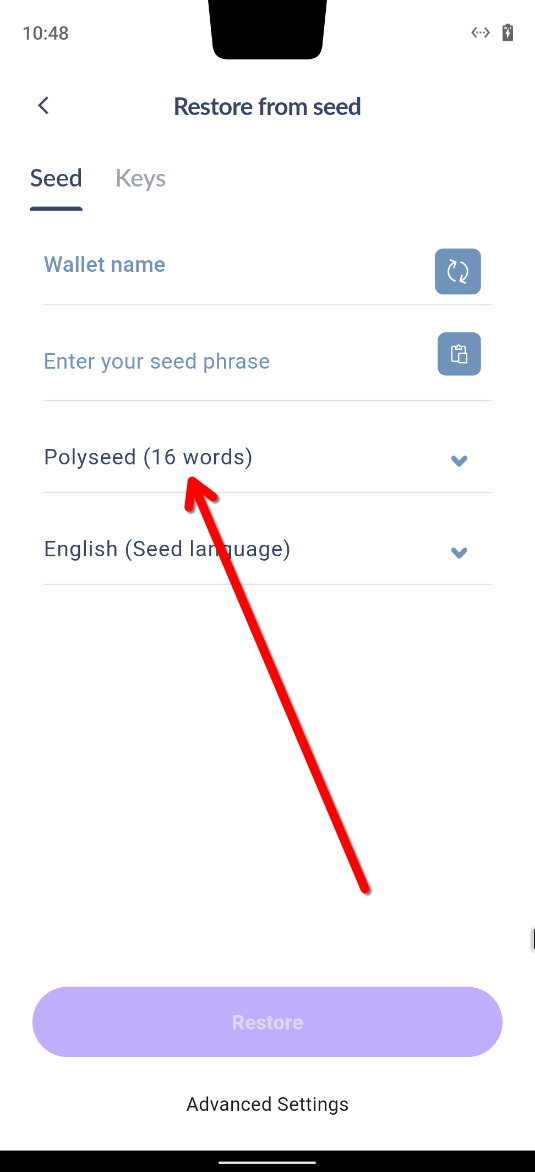 10:48
Restore from seed
Seed Keys
Wallet name
Enter your seed phrase
Polyseed (16 words)
English (Seed language)
Restore
Advanced Settings